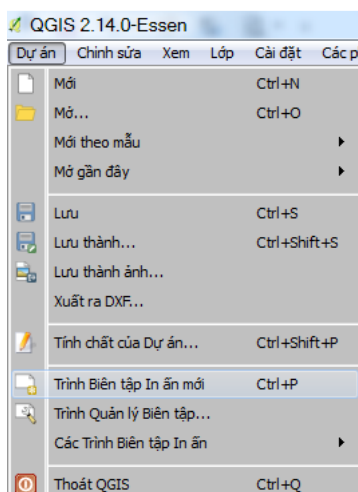 QGIS 2.14.0-Essen
Dự án Chỉnh sửa Xem Lớp Cài đặt Các p
Mới Ctrl+N
Mở... Ctrl+O
Mới theo mẫu
Mở gần đây
Lưu Ctrl+S
Lưu thành... Ctrl+Shift+S
Lưu thành ảnh...
Xuất ra DXF...
Tính chất của Dự án... Ctrl+Shift+P
Trình Biên tập In ấn mới Ctrl+P
Trình Quản lý Biên tập...
Các Trình Biên tập In ấn
Thoát QGIS Ctrl+Q